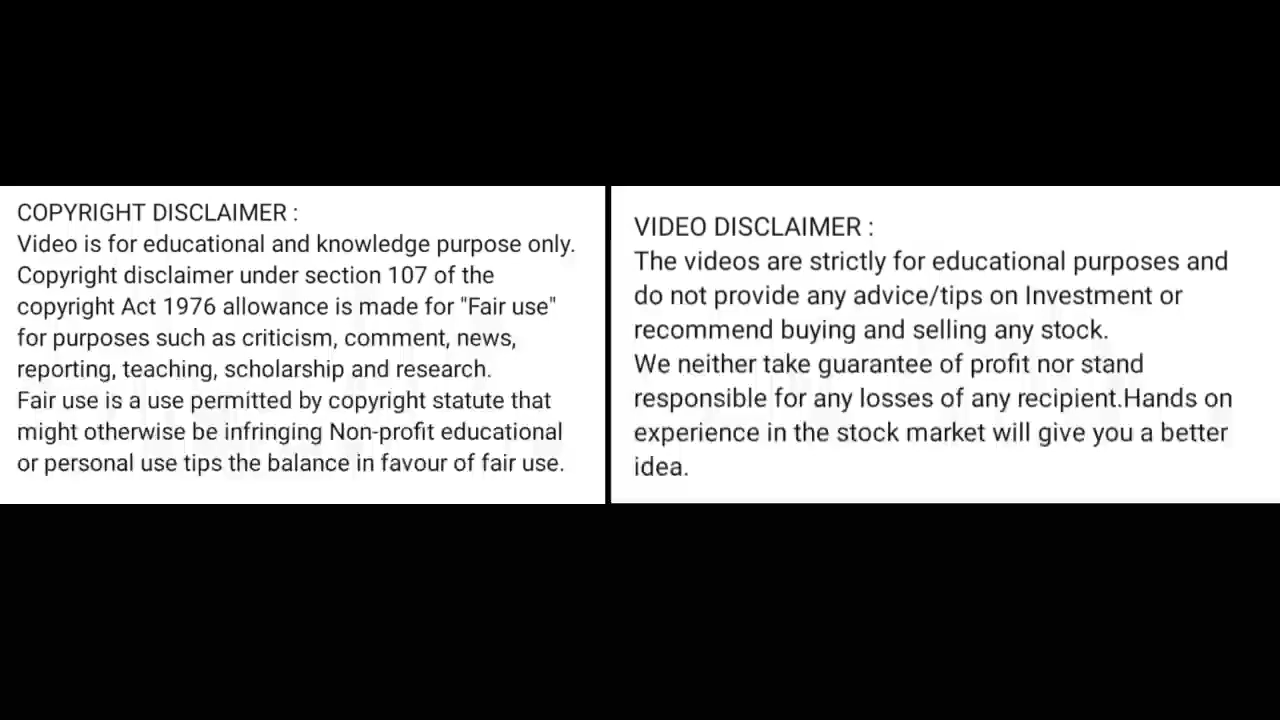 COPYRIGHT DISCLAIMER :
Video is for educational and knowledge purpose only.
Copyright disclaimer under section 107 of the
copyright Act 1976 allowance is made for "Fair use"
for purposes such as criticism, comment, news,
reporting, teaching, scholarship and research.
Fair use is a use permitted by copyright statute that
might otherwise be infringing Non-profit educational
or personal use tips the balance in favour of fair use.
VIDEO DISCLAIMER :
The videos are strictly for educational purposes and
do not provide any advice/tips on Investment or
recommend buying and selling any stock.
We neither take guarantee of profit nor stand
responsible for any losses of any recipient.Hands on
experience in the stock market will give you a better
idea.